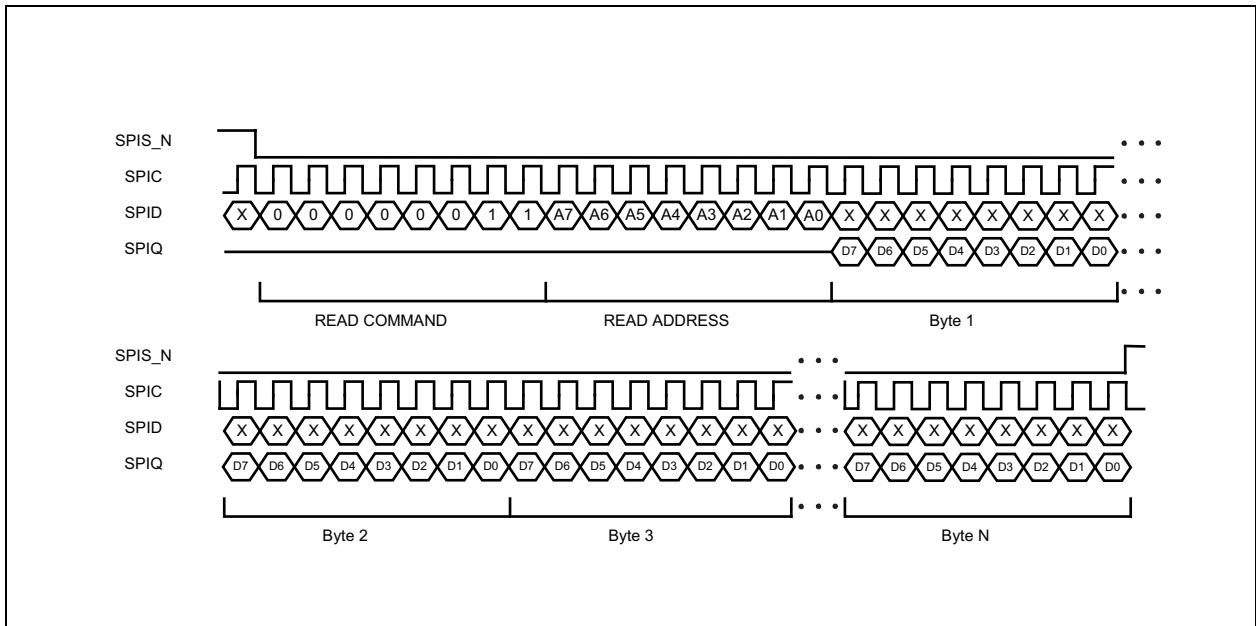 SPIS_N
SPIC
SPID X 0 0 0 0 0 0 1 1 A7 A6 A5 A4 A3 A2 A1 A0 X X X X X X X X
SPIQ D7 D6 D5 D4 D3 D2 D1 D0
READ COMMAND READ ADDRESS Byte 1
SPIS_N
SPIC
SPID X X X X X X X X X X X X X X X X X X X X X X X X
SPIQ D7 D6 D5 D4 D3 D2 D1 D0 D7 D6 D5 D4 D3 D2 D1 D0 D7 D6 D5 D4 D3 D2 D1 D0
Byte 2 Byte 3 Byte N